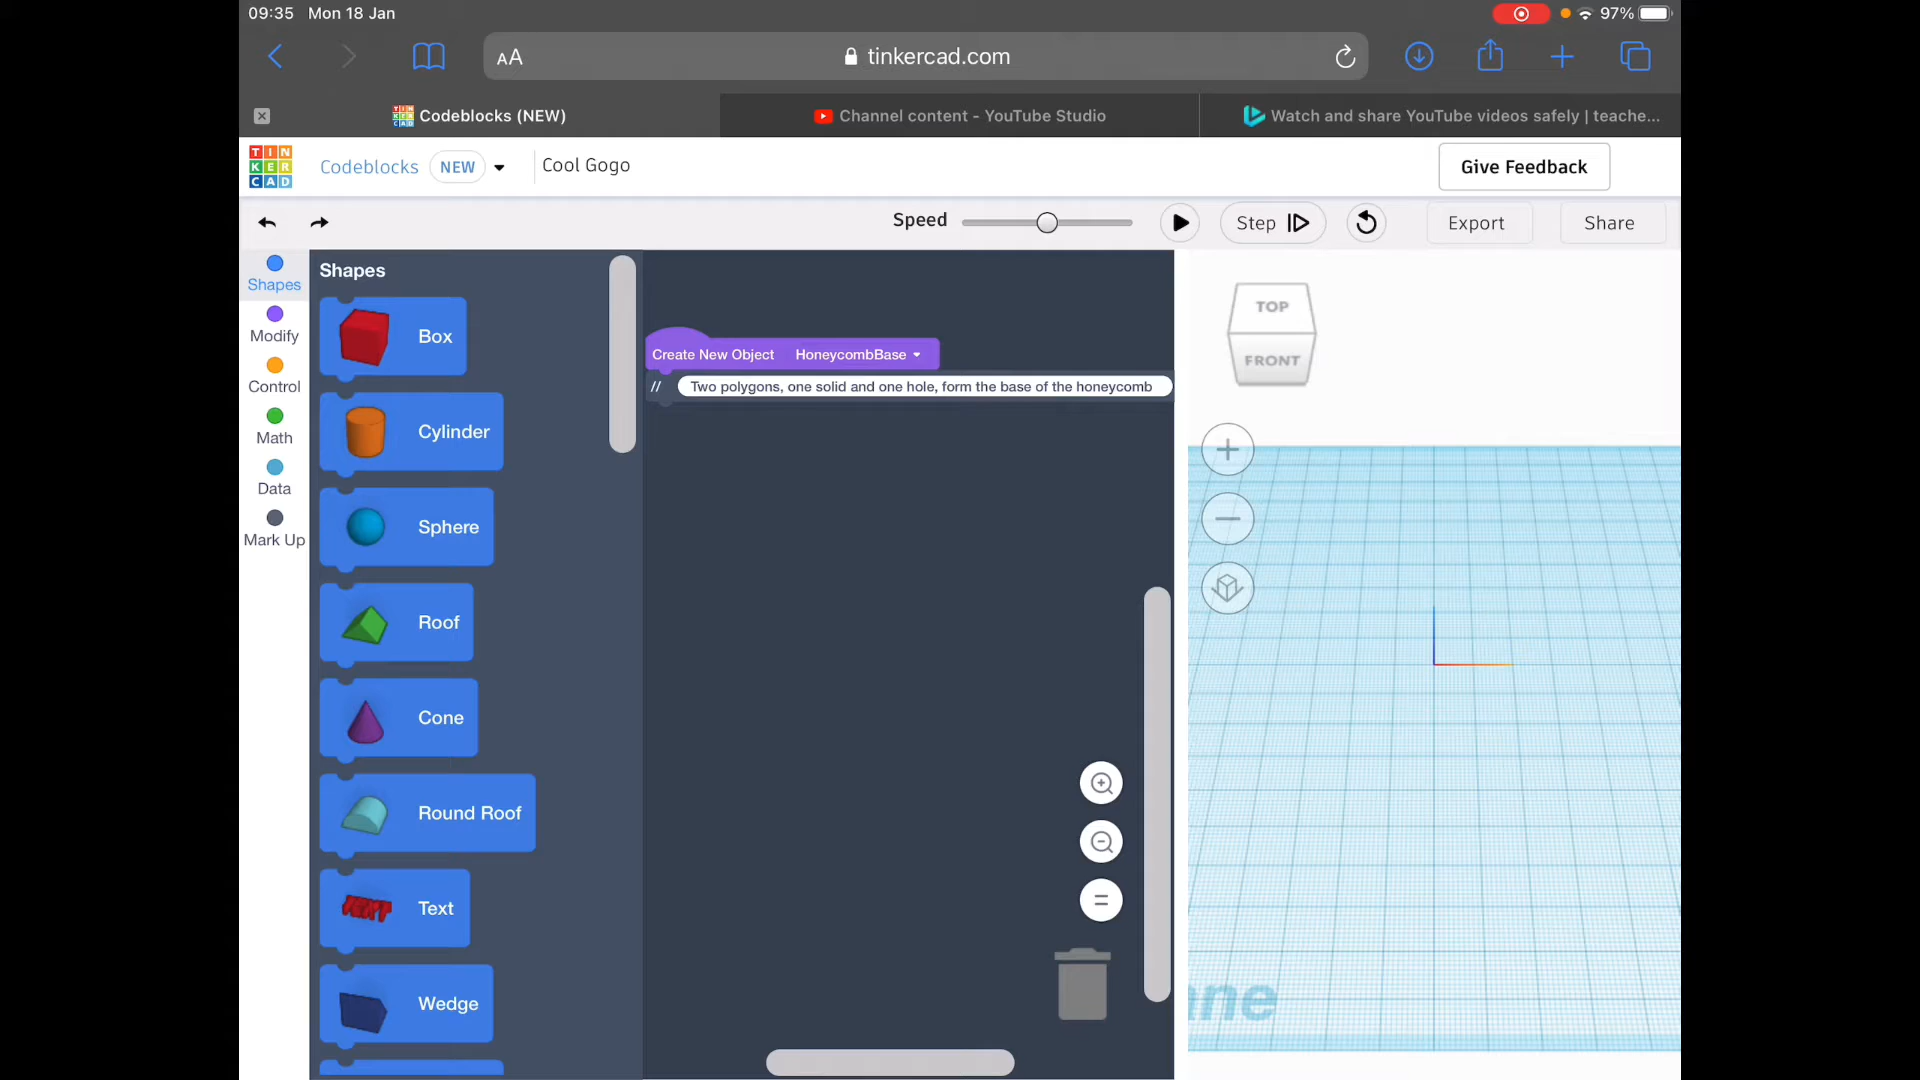 09:35 Mon 18 Jan
97%
AA
tinkercad.com
Codeblocks (NEW)
Channel content - YouTube Studio
Watch and share YouTube videos safely | teache...
TIN
KER
CAD
Codeblocks NEW
Cool Gogo
Give Feedback
Speed
Step
Export
Share
Shapes
Modify
Control
Math
Data
Mark Up
Shapes
Box
Cylinder
Sphere
Roof
Cone
Round Roof
TEXT
Text
Wedge
Create New Object HoneycombBase
// Two polygons, one solid and one hole, form the base of the honeycomb
TOP
FRONT
ane